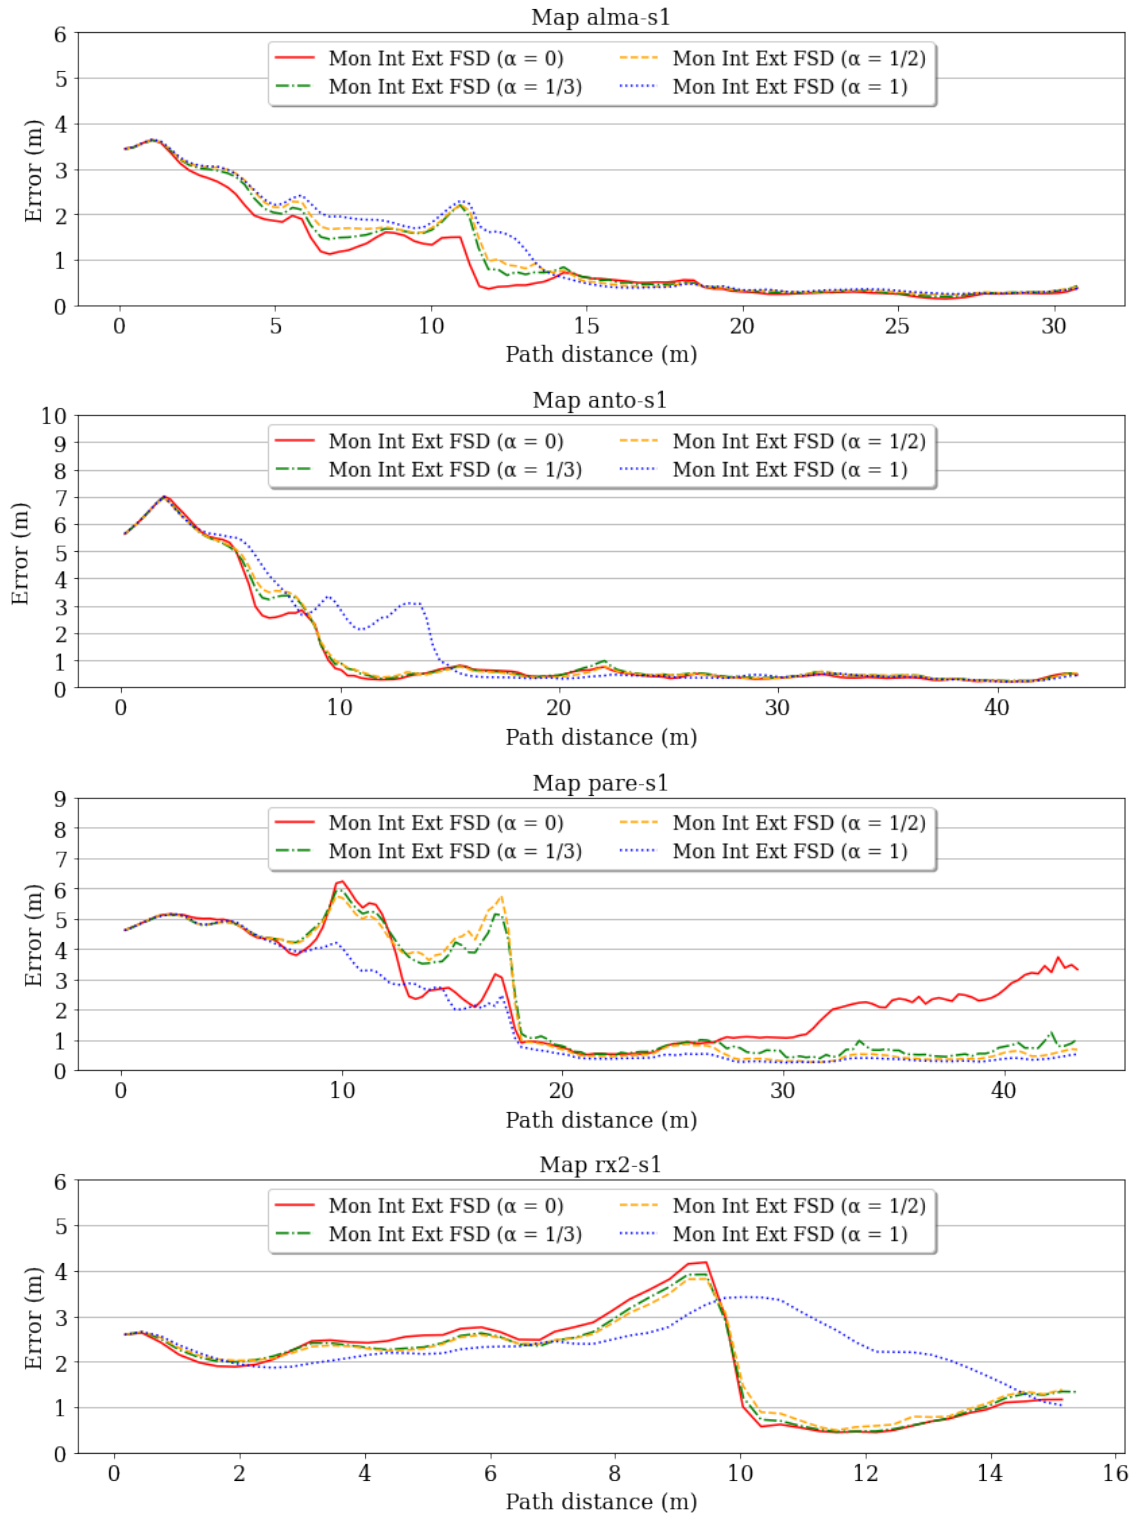 Map alma-s1
Mon Int Ext FSD (α = 0)
Mon Int Ext FSD (α = 1/3)
Mon Int Ext FSD (α = 1/2)
Mon Int Ext FSD (α = 1)
Error (m)
6
5
4
3
2
1
0
0 5 10 15 20 25 30
Path distance (m)
Map anto-s1
Mon Int Ext FSD (α = 0)
Mon Int Ext FSD (α = 1/3)
Mon Int Ext FSD (α = 1/2)
Mon Int Ext FSD (α = 1)
Error (m)
10
9
8
7
6
5
4
3
2
1
0
0 10 20 30 40
Path distance (m)
Map pare-s1
Mon Int Ext FSD (α = 0)
Mon Int Ext FSD (α = 1/3)
Mon Int Ext FSD (α = 1/2)
Mon Int Ext FSD (α = 1)
Error (m)
9
8
7
6
5
4
3
2
1
0
0 10 20 30 40
Path distance (m)
Map rx2-s1
Mon Int Ext FSD (α = 0)
Mon Int Ext FSD (α = 1/3)
Mon Int Ext FSD (α = 1/2)
Mon Int Ext FSD (α = 1)
Error (m)
6
5
4
3
2
1
0
0 2 4 6 8 10 12 14 16
Path distance (m)